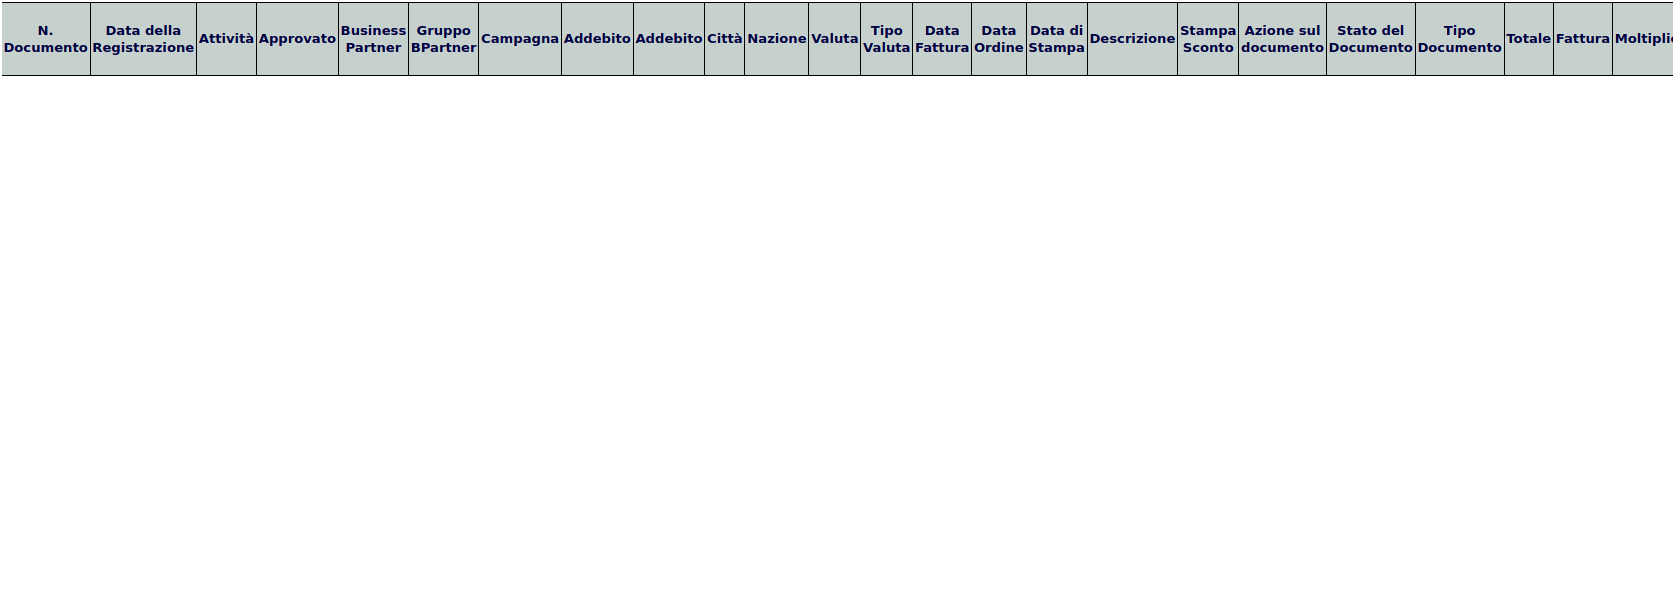 N. Documento
Data della Registrazione
Attività
Approvato
Business Partner
Gruppo BPartner
Campagna
Addebito
Addebito
Città
Nazione
Valuta
Tipo Valuta
Data Fattura
Data Ordine
Data di Stampa
Descrizione
Stampa Sconto
Azione sul documento
Stato del Documento
Tipo Documento
Totale
Fattura